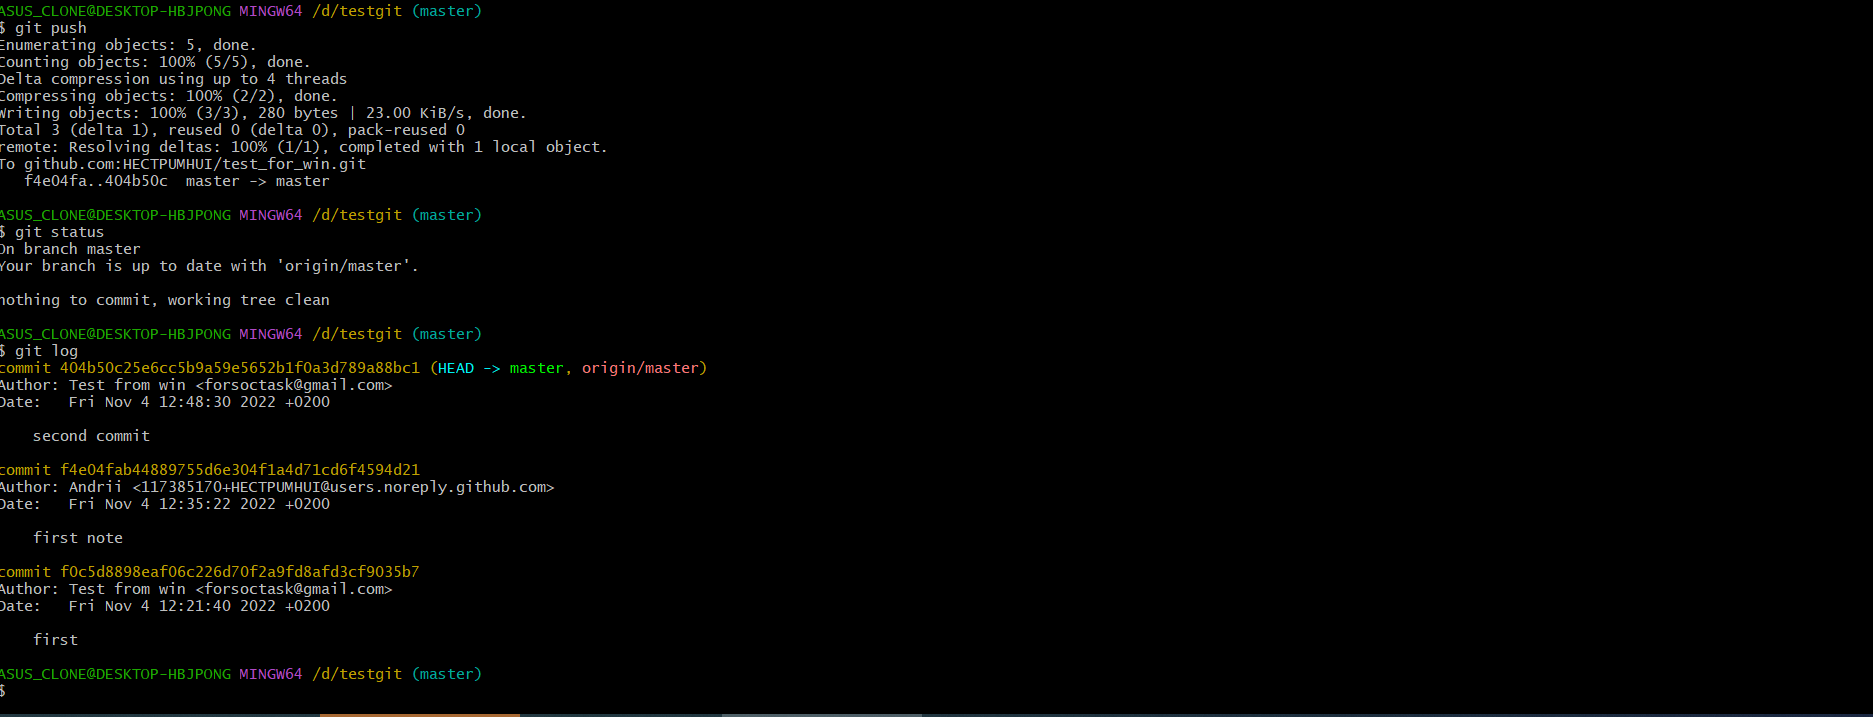 ASUS_CLONE@DESKTOP-HBJPONG MINGW64 /d/testgit (master)
$ git push
Enumerating objects: 5, done.
Counting objects: 100% (5/5), done.
Delta compression using up to 4 threads
Compressing objects: 100% (2/2), done.
Writing objects: 100% (3/3), 280 bytes | 23.00 KiB/s, done.
Total 3 (delta 1), reused 0 (delta 0), pack-reused 0
remote: Resolving deltas: 100% (1/1), completed with 1 local object.
To github.com:HECTPUMHUI/test_for_win.git
   f4e04fa..404b50c  master -> master

ASUS_CLONE@DESKTOP-HBJPONG MINGW64 /d/testgit (master)
$ git status
On branch master
Your branch is up to date with 'origin/master'.

nothing to commit, working tree clean

ASUS_CLONE@DESKTOP-HBJPONG MINGW64 /d/testgit (master)
$ git log
commit 404b50c25e6cc5b9a59e5652b1f0a3d789a88bc1 (HEAD -> master, origin/master)
Author: Test from win <forsoctask@gmail.com>
Date:   Fri Nov 4 12:48:30 2022 +0200

    second commit

commit f4e04fab44889755d6e304f1a4d71cd6f4594d21
Author: Andrii <117385170+HECTPUMHUI@users.noreply.github.com>
Date:   Fri Nov 4 12:35:22 2022 +0200

    first note

commit f0c5d8898eaf06c226d70f2a9fd8afd3cf9035b7
Author: Test from win <forsoctask@gmail.com>
Date:   Fri Nov 4 12:21:40 2022 +0200

    first

ASUS_CLONE@DESKTOP-HBJPONG MINGW64 /d/testgit (master)
$